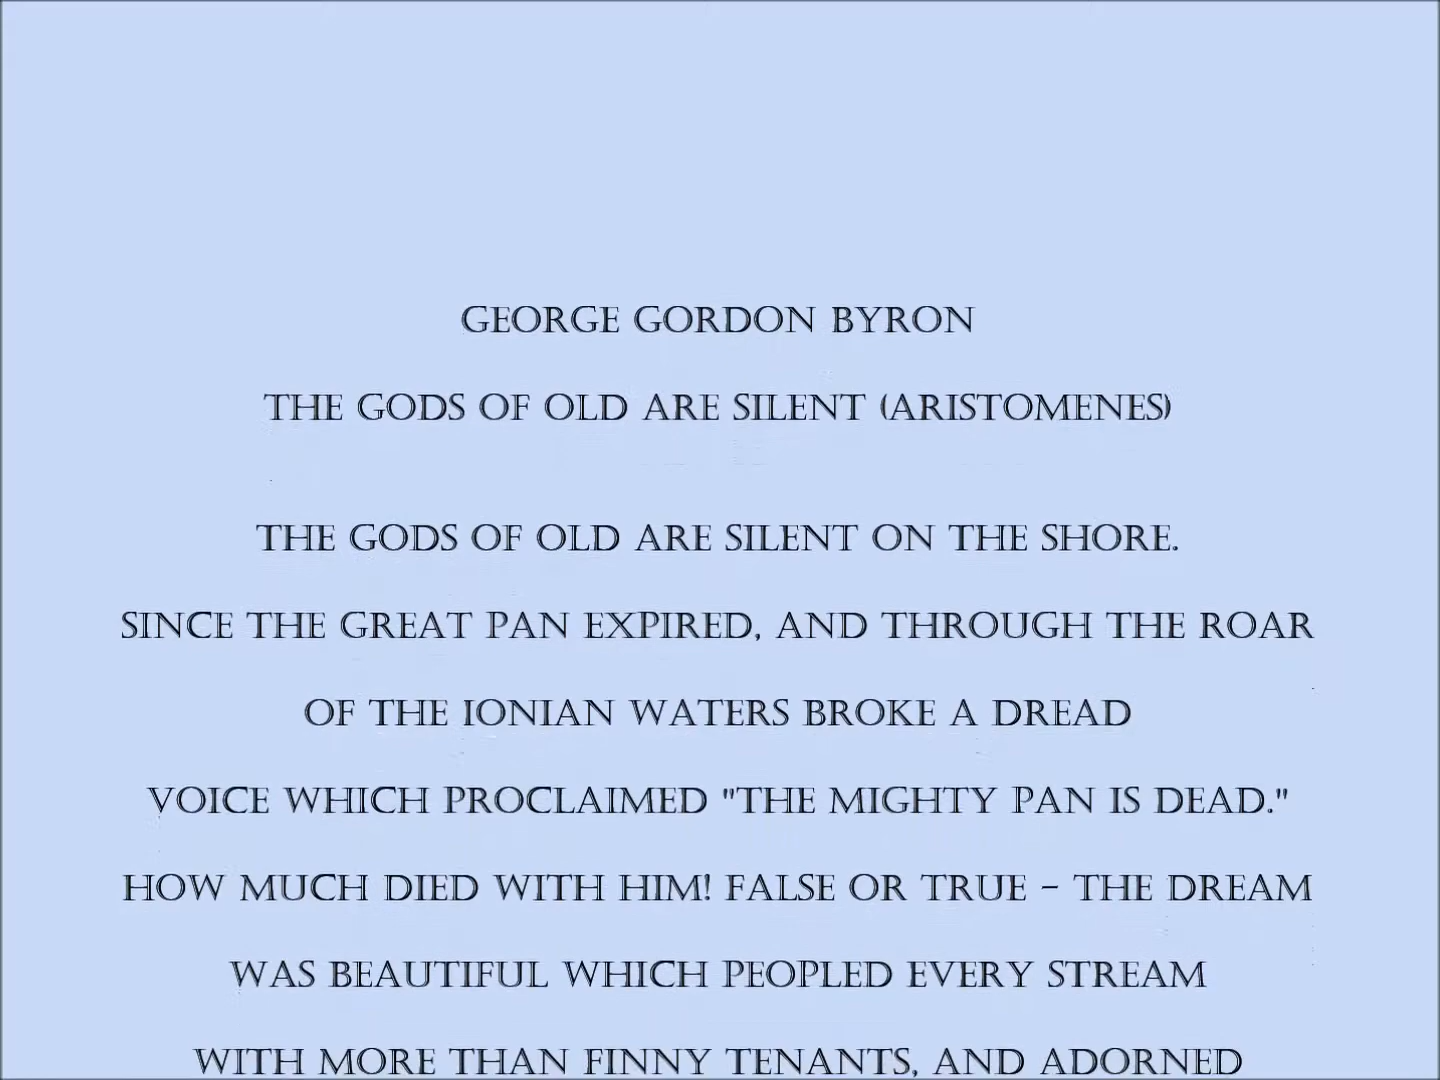 GEORGE GORDON BYRON
THE GODS OF OLD ARE SILENT (ARISTOMENES)
THE GODS OF OLD ARE SILENT ON THE SHORE.
SINCE THE GREAT PAN EXPIRED, AND THROUGH THE ROAR
OF THE IONIAN WATERS BROKE A DREAD
VOICE WHICH PROCLAIMED "THE MIGHTY PAN IS DEAD."
HOW MUCH DIED WITH HIM! FALSE OR TRUE – THE DREAM
WAS BEAUTIFUL WHICH PEOPLED EVERY STREAM
WITH MORE THAN FINNY TENANTS, AND ADORNED